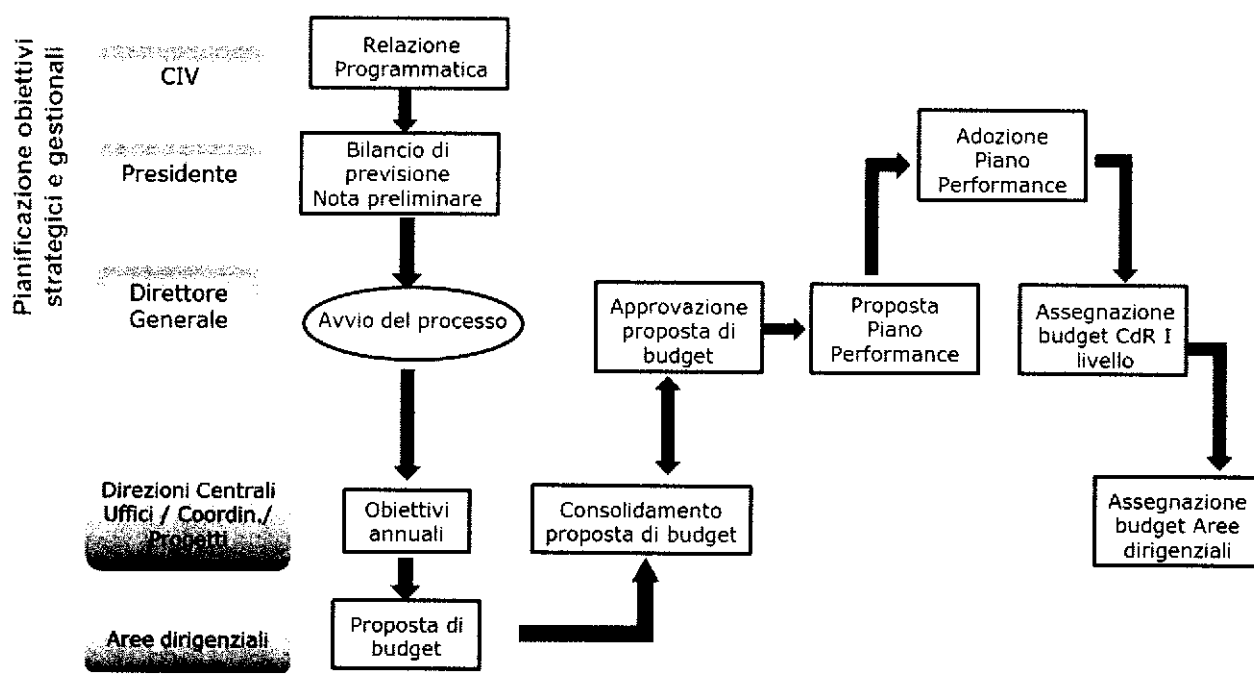 Pianificazione obiettivi
strategici e gestionali
CIV
Presidente
Direttore
Generale
Direzioni Centrali
Uffici / Coordin./
Progetti
Aree dirigenziali
Relazione
Programmatica
Bilancio di
previsione
Nota preliminare
Avvio del processo
Obiettivi
annuali
Proposta di
budget
Consolidamento
proposta di budget
Approvazione
proposta di
budget
Proposta
Piano
Performance
Adozione
Piano
Performance
Assegnazione
budget CdR I
livello
Assegnazione
budget Aree
dirigenziali